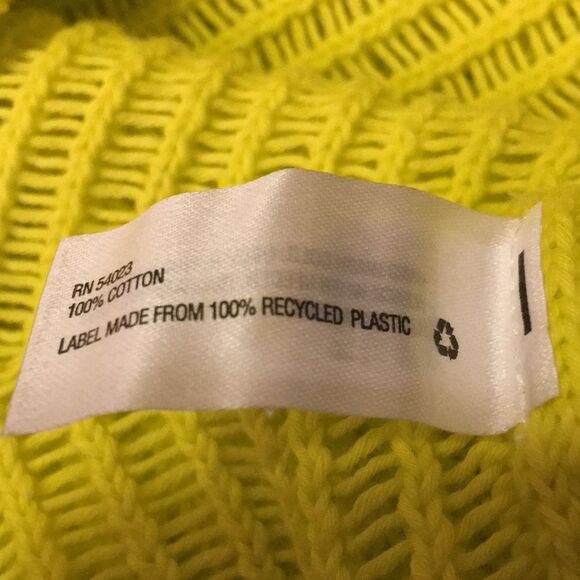 RN 54023
100% COTTON
LABEL MADE FROM 100% RECYCLED PLASTIC